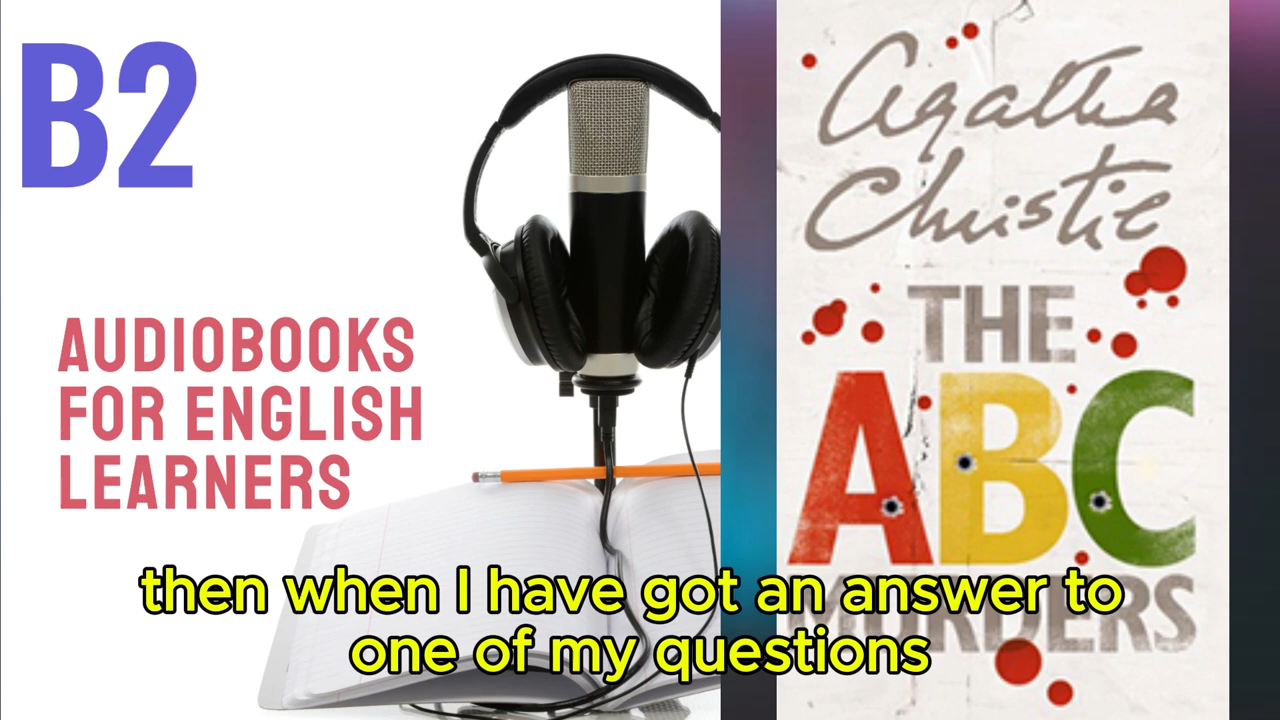 B2
AUDIOBOOKS
FOR ENGLISH
LEARNERS
Agatha
Christie
THE
ABC
MURDERS
then when I have got an answer to
one of my questions